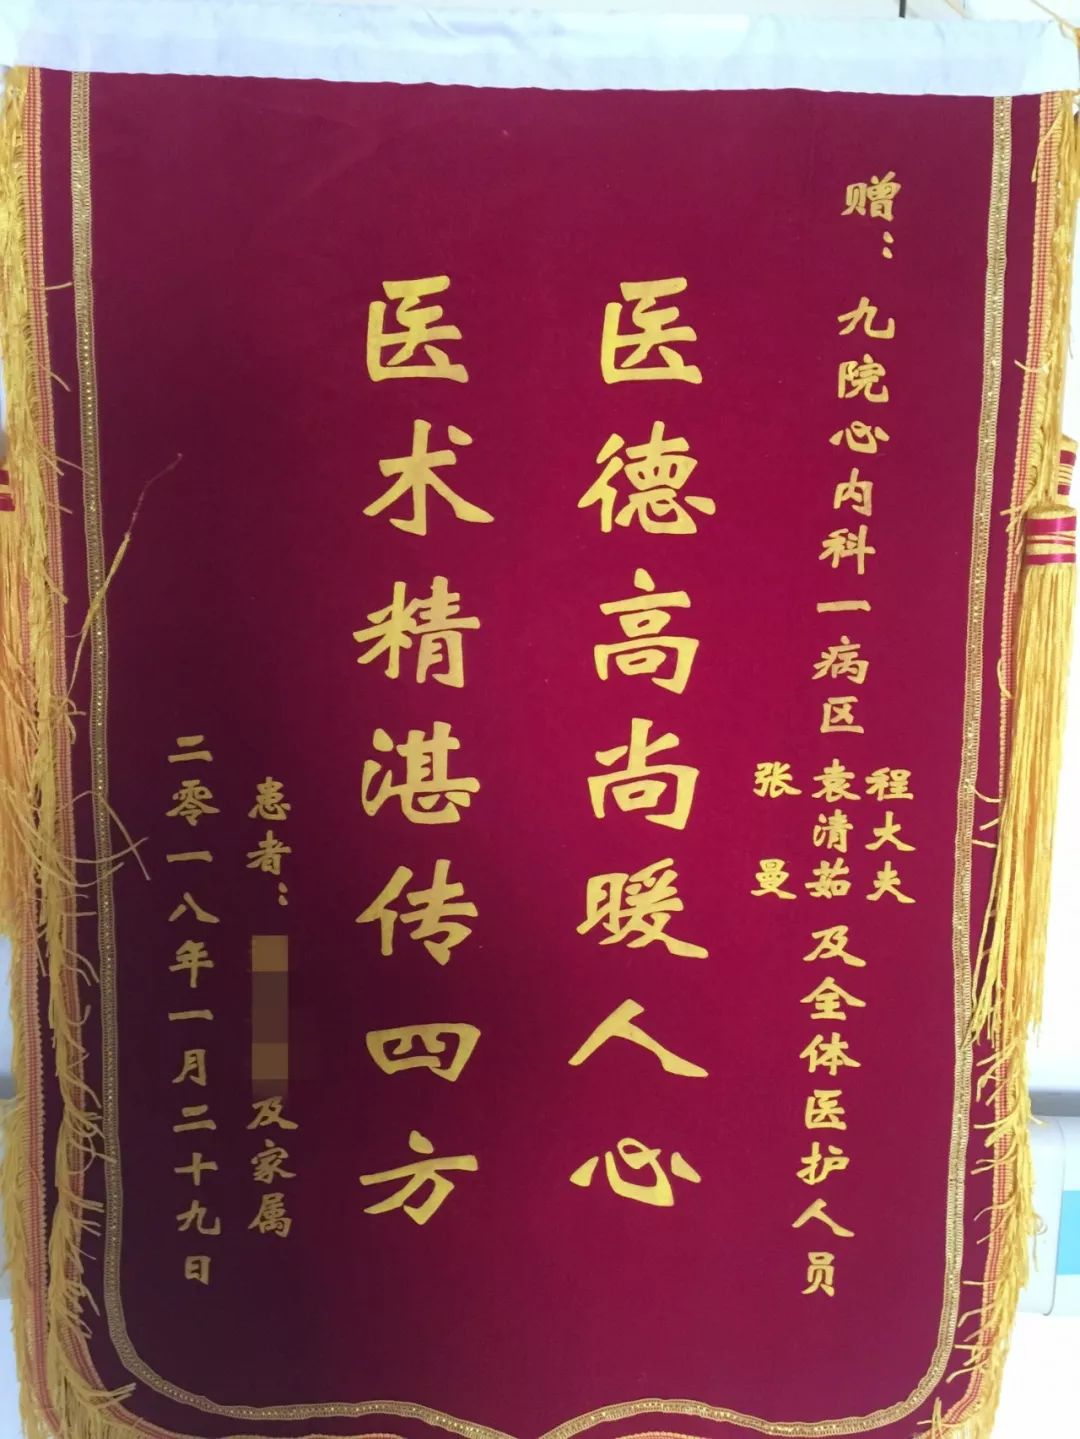 赠：九院心内科一病区
程大夫
袁清茹
张曼
及全体医护人员
医德高尚暖人心
医术精湛传四方
患者：
及家属
二零一八年一月二十九日